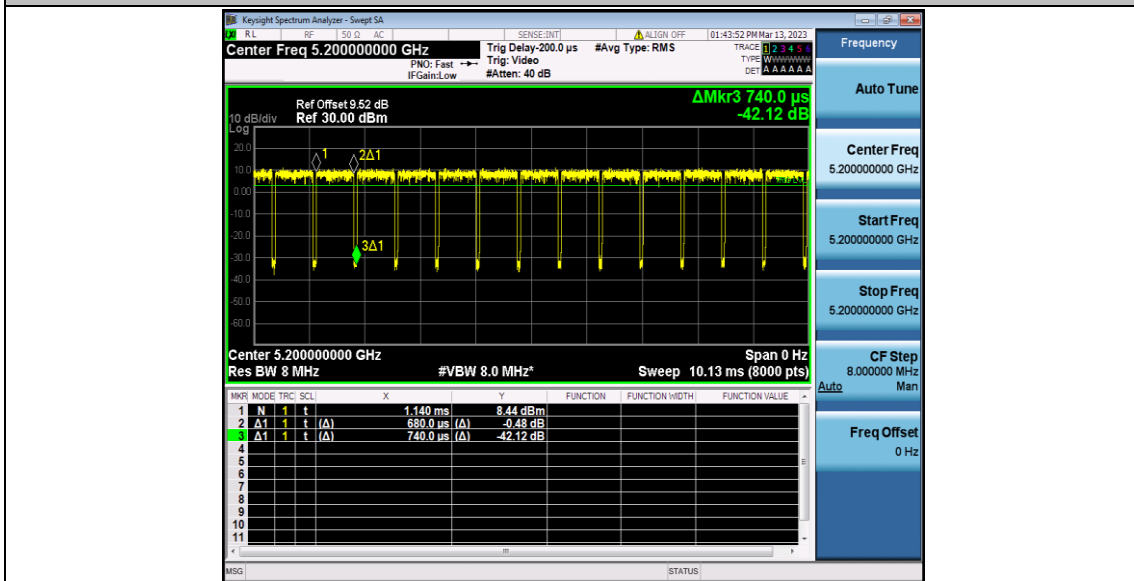 Keysight Spectrum Analyzer - Swept SA
LXI RL RF 50 Ω AC SENSE:INT ALIGN OFF 01:43:52 PM Mar 13, 2023
Center Freq 5.200000000 GHz
PNO: Fast
IFGain:Low
Trig Delay-200.0 µs
Trig: Video
#Atten: 40 dB
#Avg Type: RMS
TRACE 1 2 3 4 5 6
TYPE WWWWWW
DET A A A A A A
Frequency
Auto Tune
Center Freq
5.200000000 GHz
Start Freq
5.200000000 GHz
Stop Freq
5.200000000 GHz
CF Step
8.000000 MHz
Auto Man
Freq Offset
0 Hz
10 dB/div
Log
Ref Offset 9.52 dB
Ref 30.00 dBm
ΔMkr3 740.0 µs
-42.12 dB
20.0
10.0
0.00
-10.0
-20.0
-30.0
-40.0
-50.0
-60.0
1
2Δ1
3Δ1
Center 5.200000000 GHz Span 0 Hz
Res BW 8 MHz #VBW 8.0 MHz* Sweep 10.13 ms (8000 pts)
MKR MODE TRC SCL X Y FUNCTION FUNCTION WIDTH FUNCTION VALUE
1 N 1 t 1.140 ms 8.44 dBm
2 Δ1 1 t (Δ) 680.0 µs (Δ) -0.48 dB
3 Δ1 1 t (Δ) 740.0 µs (Δ) -42.12 dB
4
5
6
7
8
9
10
11
MSG STATUS